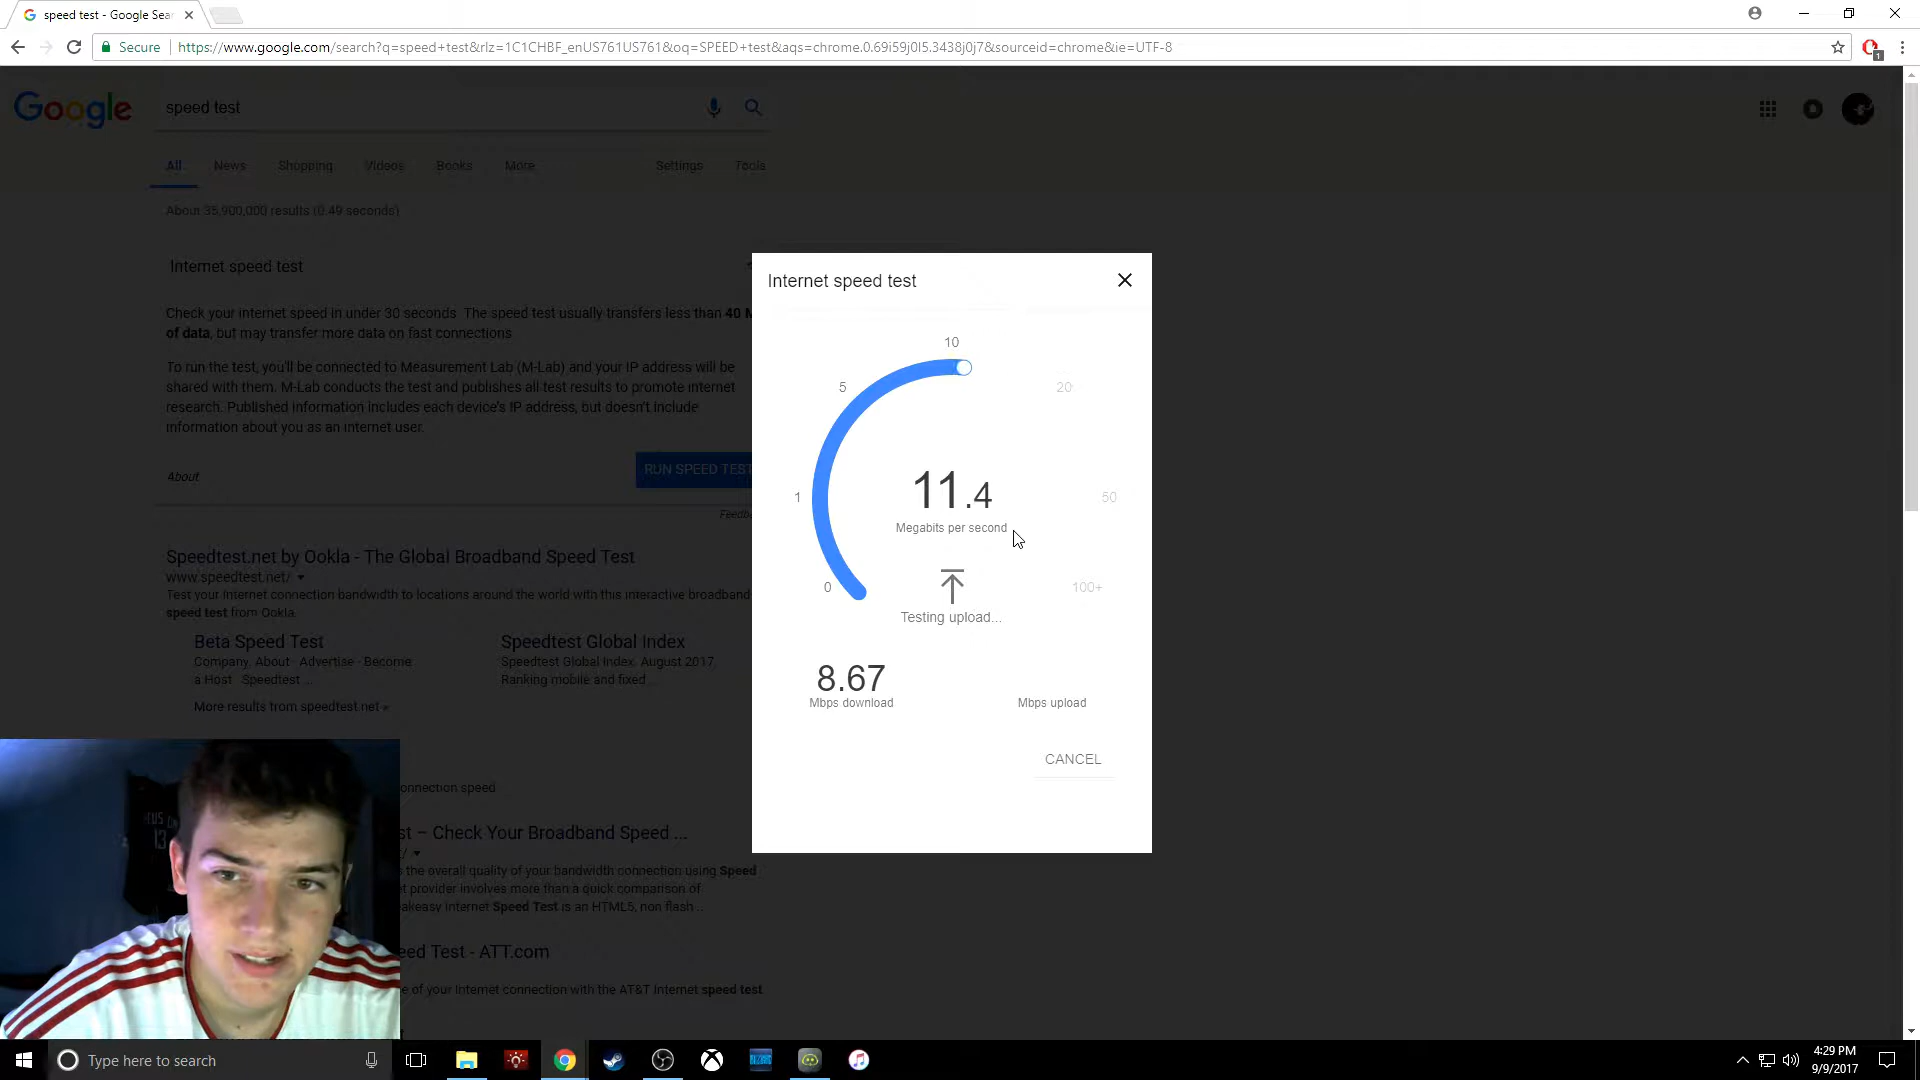 speed test - Google Sea
Secure https://www.google.com/search?q=speed+test&rlz=1C1CHBF_enUS761US761&oq=SPEED+test&aqs=chrome.0.69i59j0l5.3438j0j7&sourceid=chrome&ie=UTF-8
1
Google speed test
All News Shopping Videos Books More Settings Tools
About 35,900,000 results (0.49 seconds)
Internet speed test
Check your internet speed in under 30 seconds. The speed test usually transfers less than 40 M
of data, but may transfer more data on fast connections.
To run the test, you'll be connected to Measurement Lab (M-Lab) and your IP address will be
shared with them. M-Lab conducts the test and publishes all test results to promote internet
research. Published information includes each device's IP address, but doesn't include
information about you as an internet user.
About
RUN SPEED TEST
Feedba
Speedtest.net by Ookla - The Global Broadband Speed Test
www.speedtest.net/
Test your Internet connection bandwidth to locations around the world with this interactive broadband
speed test from Ookla.
Beta Speed Test
Company. About · Advertise · Become
a Host · Speedtest ...
Speedtest Global Index
Speedtest Global Index. August 2017.
Ranking mobile and fixed ...
More results from speedtest.net »
onnection speed
st – Check Your Broadband Speed ...
the overall quality of your bandwidth connection using Speed
t provider involves more than a quick comparison of
akeasy Internet Speed Test is an HTML5, non flash ...
eed Test - ATT.com
e of your Internet connection with the AT&T Internet speed test
Internet speed test
10
5
20
1
50
0
100+
11.4
Megabits per second
Testing upload...
8.67
Mbps download
Mbps upload
CANCEL
13
Type here to search
4:29 PM
9/9/2017